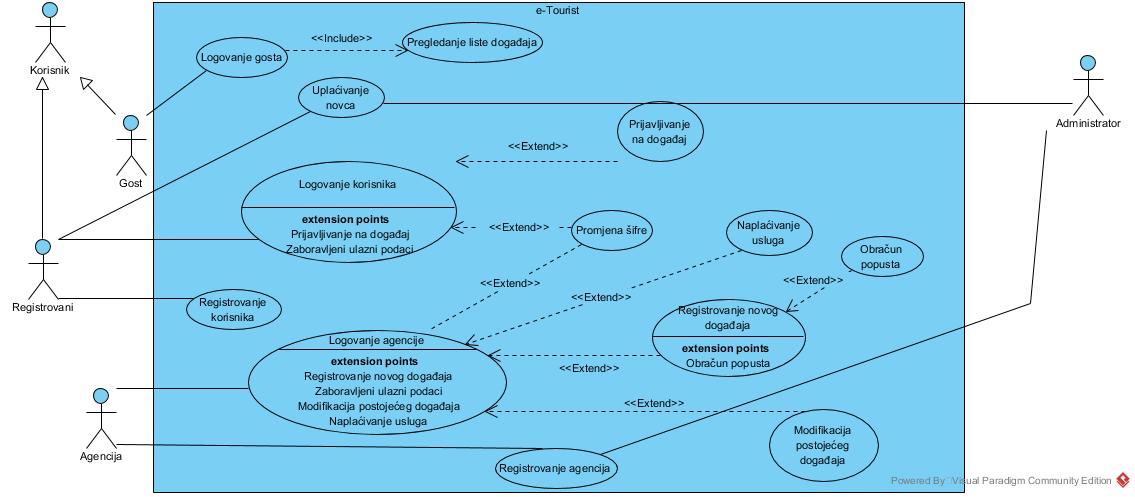 e-Tourist
Korisnik
Logovanje gosta
<<Include>>
Pregledanje liste događaja
Uplaćivanje
novca
Administrator
Gost
Prijavljivanje
na događaj
<<Extend>>
Logovanje korisnika
extension points
Prijavljivanje na događaj
Zaboravljeni ulazni podaci
<<Extend>>
Promjena šifre
Naplaćivanje
usluga
Obračun
popusta
<<Extend>>
<<Extend>>
<<Extend>>
Registrovani
Registrovanje
korisnika
Registrovanje novog
događaja
extension points
Obračun popusta
Logovanje agencije
extension points
Registrovanje novog događaja
Zaboravljeni ulazni podaci
Modifikacija postojećeg događaja
Naplaćivanje usluga
<<Extend>>
<<Extend>>
Agencija
Registrovanje agencija
Modifikacija
postojećeg
događaja
Powered By Visual Paradigm Community Edition